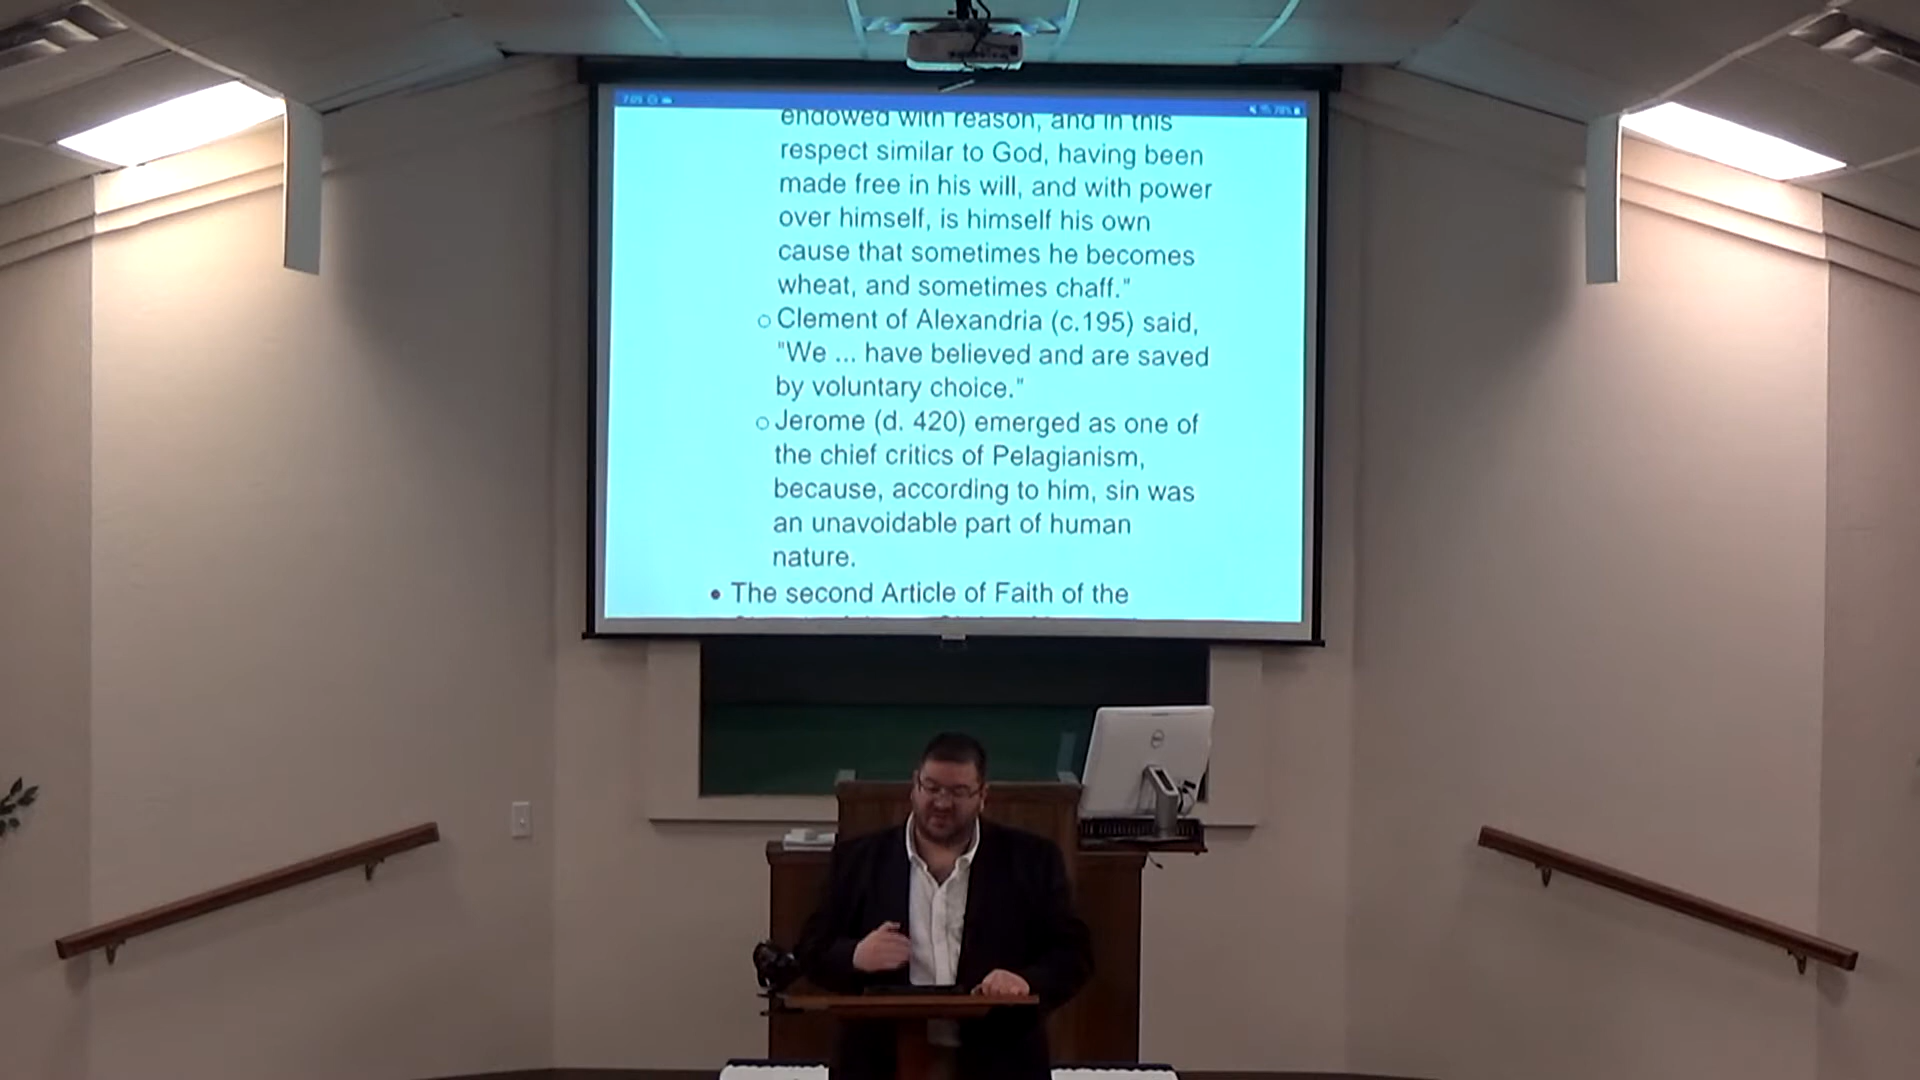 7:05
endowed with reason, and in this
respect similar to God, having been
made free in his will, and with power
over himself, is himself his own
cause that sometimes he becomes
wheat, and sometimes chaff."
○ Clement of Alexandria (c.195) said,
"We ... have believed and are saved
by voluntary choice."
○ Jerome (d. 420) emerged as one of
the chief critics of Pelagianism,
because, according to him, sin was
an unavoidable part of human
nature.
• The second Article of Faith of the